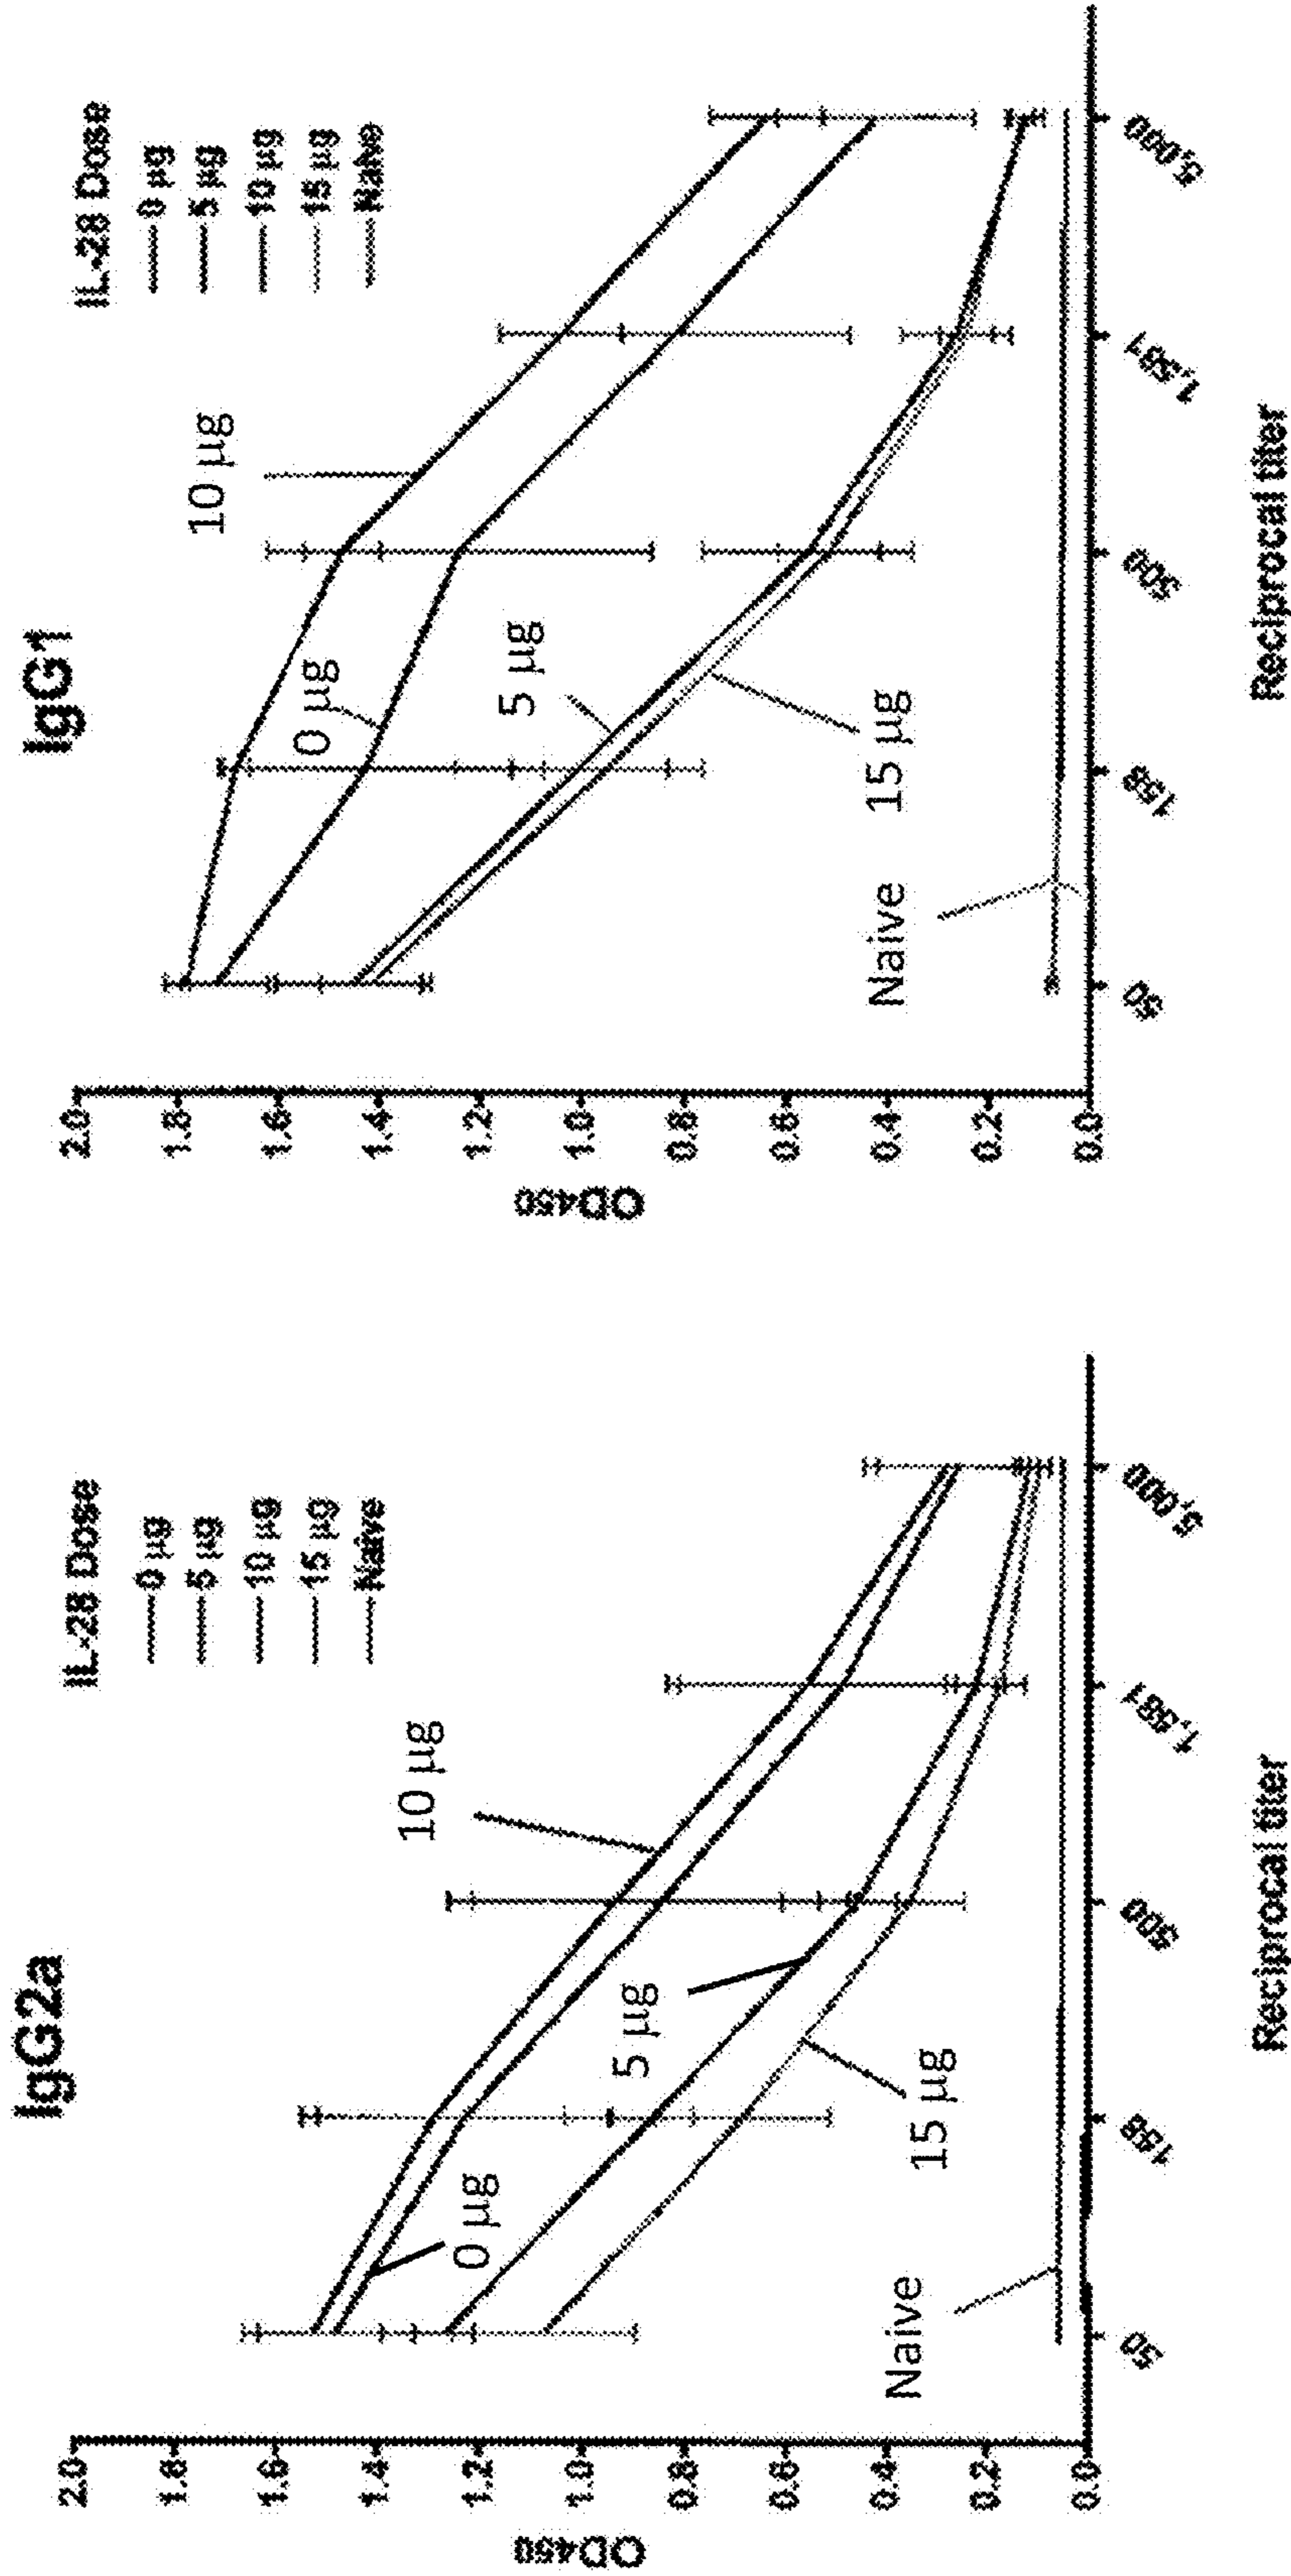 IgG2a
IL-28 Dose
0 µg
5 µg
10 µg
15 µg
Naive
OD450
2.0
1.8
1.6
1.4
1.2
1.0
0.8
0.6
0.4
0.2
0.0
10 µg
0 µg
5 µg
15 µg
Naive
50
158
500
1,581
5,000
Reciprocal titer
IgG1
IL-28 Dose
0 µg
5 µg
10 µg
15 µg
Naive
OD450
2.0
1.8
1.6
1.4
1.2
1.0
0.8
0.6
0.4
0.2
0.0
10 µg
0 µg
5 µg
15 µg
Naive
50
158
500
1,581
5,000
Reciprocal titer